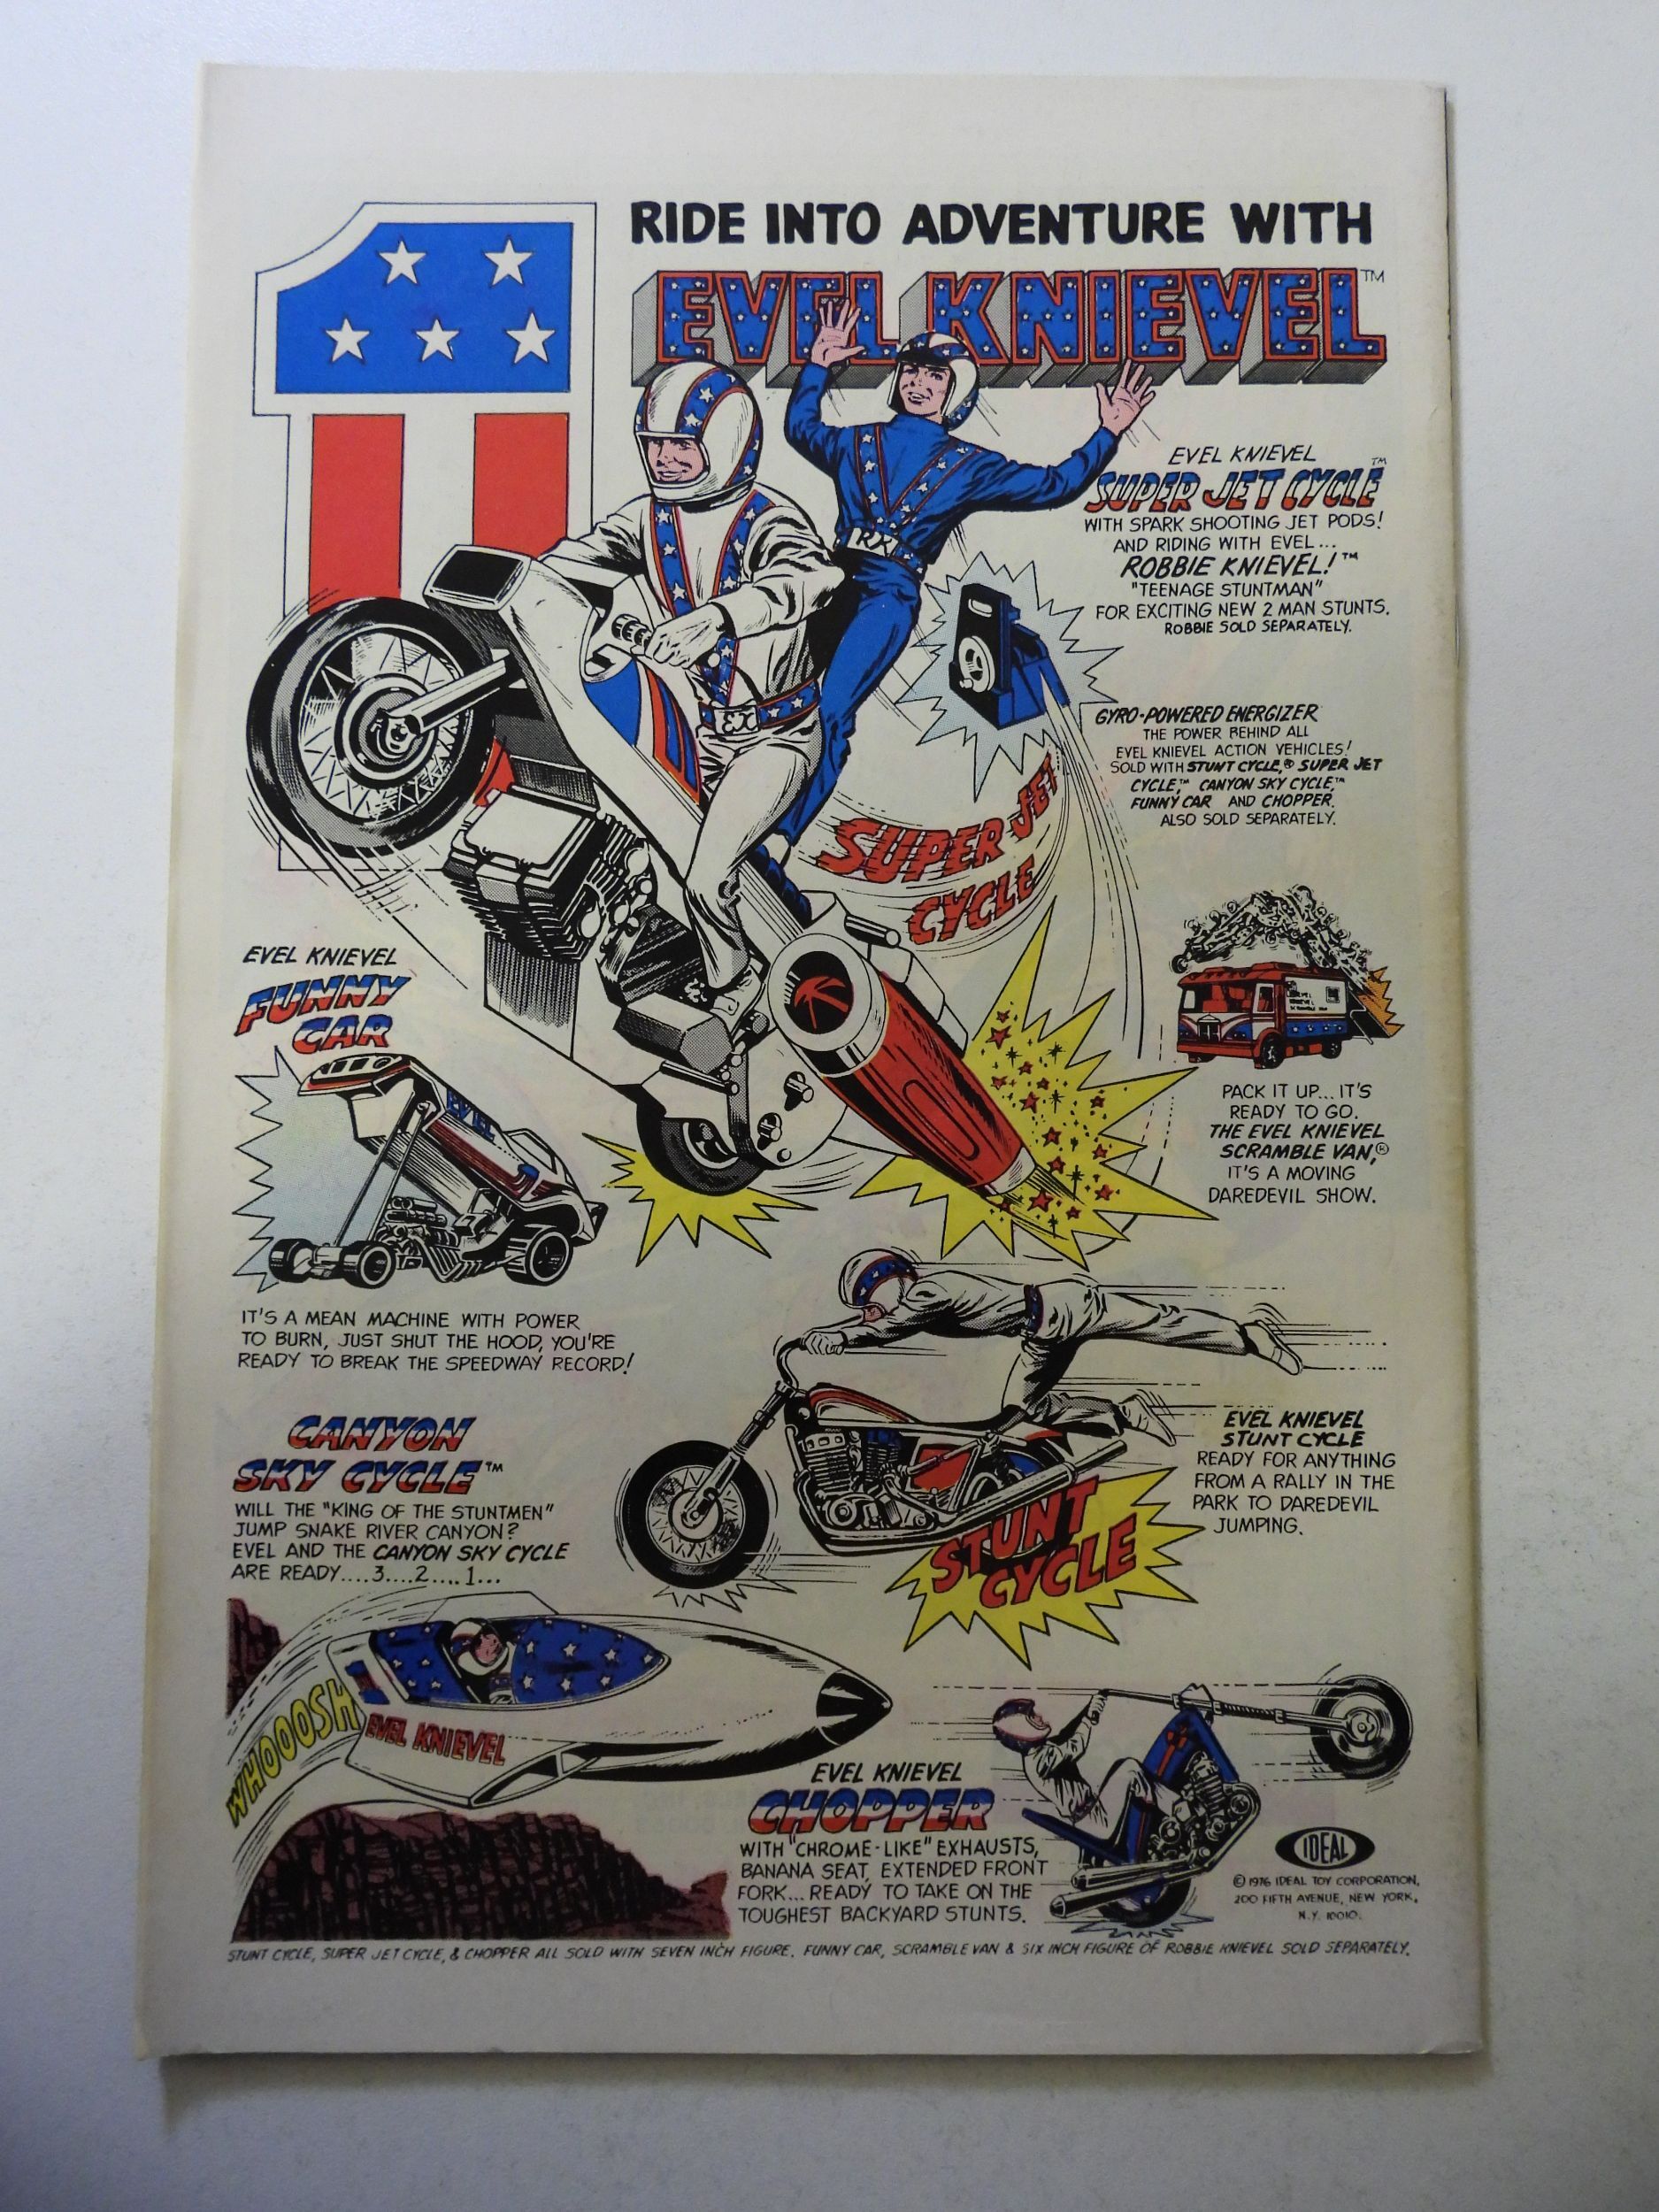 RIDE INTO ADVENTURE WITH
EVEL KNIEVEL™
EVEL KNIEVEL
SUPER JET CYCLE™
WITH SPARK SHOOTING JET PODS!
AND RIDING WITH EVEL...
ROBBIE KNIEVEL!™
"TEENAGE STUNTMAN"
FOR EXCITING NEW 2 MAN STUNTS.
ROBBIE SOLD SEPARATELY.
RX
EX
GYRO-POWERED ENERGIZER
THE POWER BEHIND ALL
EVEL KNIEVEL ACTION VEHICLES!
SOLD WITH STUNT CYCLE,® SUPER JET
CYCLE,™ CANYON SKY CYCLE,™
FUNNY CAR AND CHOPPER.
ALSO SOLD SEPARATELY.
SUPER JET
CYCLE
EVEL KNIEVEL
FUNNY
CAR
EVEL
IT'S A MEAN MACHINE WITH POWER
TO BURN, JUST SHUT THE HOOD, YOU'RE
READY TO BREAK THE SPEEDWAY RECORD!
PACK IT UP... IT'S
READY TO GO.
THE EVEL KNIEVEL
SCRAMBLE VAN,®
IT'S A MOVING
DAREDEVIL SHOW.
EVEL KNIEVEL
STUNT CYCLE
READY FOR ANYTHING
FROM A RALLY IN THE
PARK TO DAREDEVIL
JUMPING.
STUNT
CYCLE
CANYON
SKY CYCLE™
WILL THE "KING OF THE STUNTMEN"
JUMP SNAKE RIVER CANYON?
EVEL AND THE CANYON SKY CYCLE
ARE READY....3....2....1...
WHOOOSH
EVEL KNIEVEL
EVEL KNIEVEL
CHOPPER
WITH "CHROME-LIKE" EXHAUSTS,
BANANA SEAT, EXTENDED FRONT
FORK... READY TO TAKE ON THE
TOUGHEST BACKYARD STUNTS.
IDEAL
© 1976 IDEAL TOY CORPORATION,
200 FIFTH AVENUE, NEW YORK,
N.Y. 10010.
STUNT CYCLE, SUPER JET CYCLE, & CHOPPER ALL SOLD WITH SEVEN INCH FIGURE. FUNNY CAR, SCRAMBLE VAN & SIX INCH FIGURE OF ROBBIE KNIEVEL SOLD SEPARATELY.